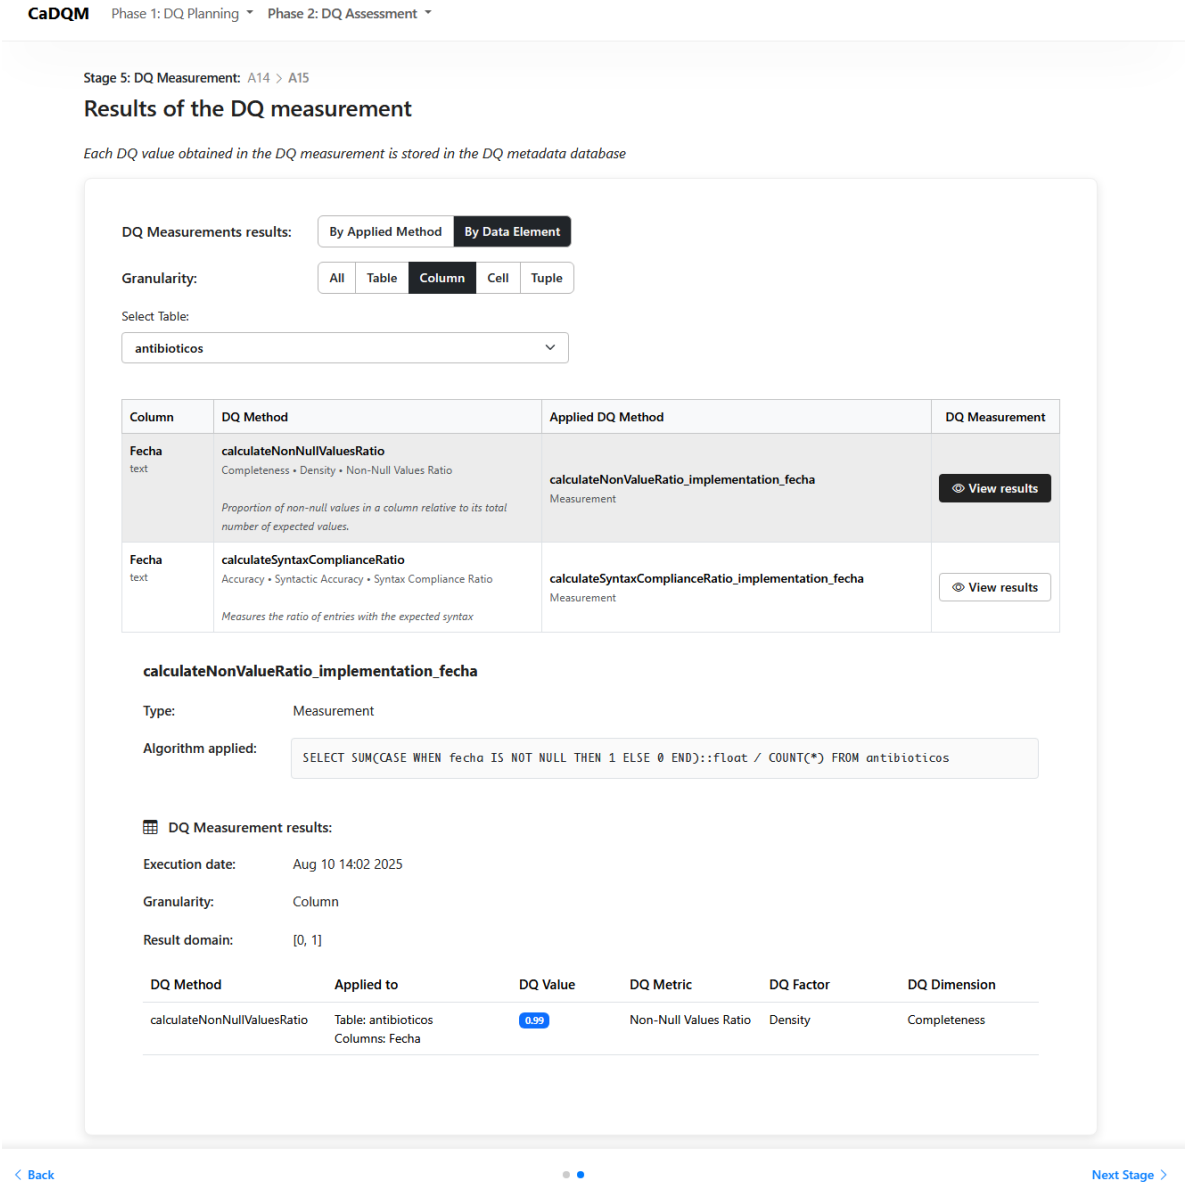 CaDQM Phase 1: DQ Planning Phase 2: DQ Assessment
Stage 5: DQ Measurement: A14 > A15
Results of the DQ measurement
Each DQ value obtained in the DQ measurement is stored in the DQ metadata database
DQ Measurements results: By Applied Method By Data Element
Granularity: All Table Column Cell Tuple
Select Table:
antibioticos
Column DQ Method Applied DQ Method DQ Measurement
Fecha
text
calculateNonNullValuesRatio
Completeness • Density • Non-Null Values Ratio
Proportion of non-null values in a column relative to its total
number of expected values.
calculateNonValueRatio_implementation_fecha
Measurement
View results
Fecha
text
calculateSyntaxComplianceRatio
Accuracy • Syntactic Accuracy • Syntax Compliance Ratio
Measures the ratio of entries with the expected syntax
calculateSyntaxComplianceRatio_implementation_fecha
Measurement
View results
calculateNonValueRatio_implementation_fecha
Type: Measurement
Algorithm applied: SELECT SUM(CASE WHEN fecha IS NOT NULL THEN 1 ELSE 0 END)::float / COUNT(*) FROM antibioticos
DQ Measurement results:
Execution date: Aug 10 14:02 2025
Granularity: Column
Result domain: [0, 1]
DQ Method Applied to DQ Value DQ Metric DQ Factor DQ Dimension
calculateNonNullValuesRatio Table: antibioticos 0.99 Non-Null Values Ratio Density Completeness
Columns: Fecha
< Back Next Stage >